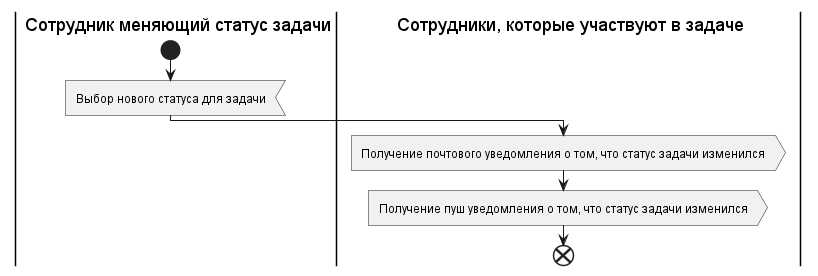 Сотрудник меняющий статус задачи
Сотрудники, которые участвуют в задаче
Выбор нового статуса для задачи
Получение почтового уведомления о том, что статус задачи изменился
Получение пуш уведомления о том, что статус задачи изменился